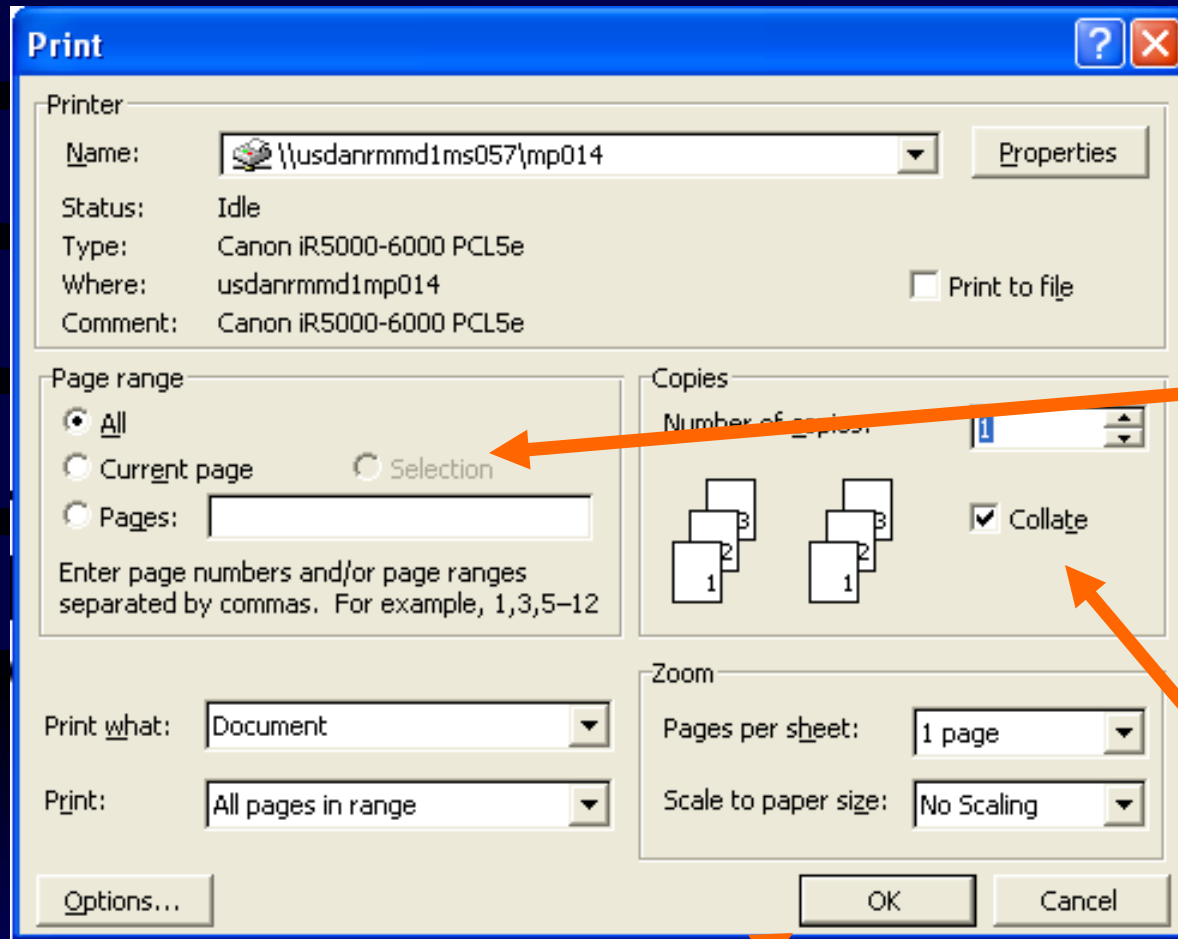 Print
Printer
Name: \\usdanrmmd1ms057\mp014 Properties
Status: Idle
Type: Canon iR5000-6000 PCL5e
Where: usdanrmmd1mp014 Print to file
Comment: Canon iR5000-6000 PCL5e
Page range
All
Current page Selection
Pages:
Enter page numbers and/or page ranges
separated by commas. For example, 1,3,5–12
Copies
Number of copies: 1
3 3
2 2
1 1
Collate
Print what: Document
Print: All pages in range
Zoom
Pages per sheet: 1 page
Scale to paper size: No Scaling
Options... OK Cancel